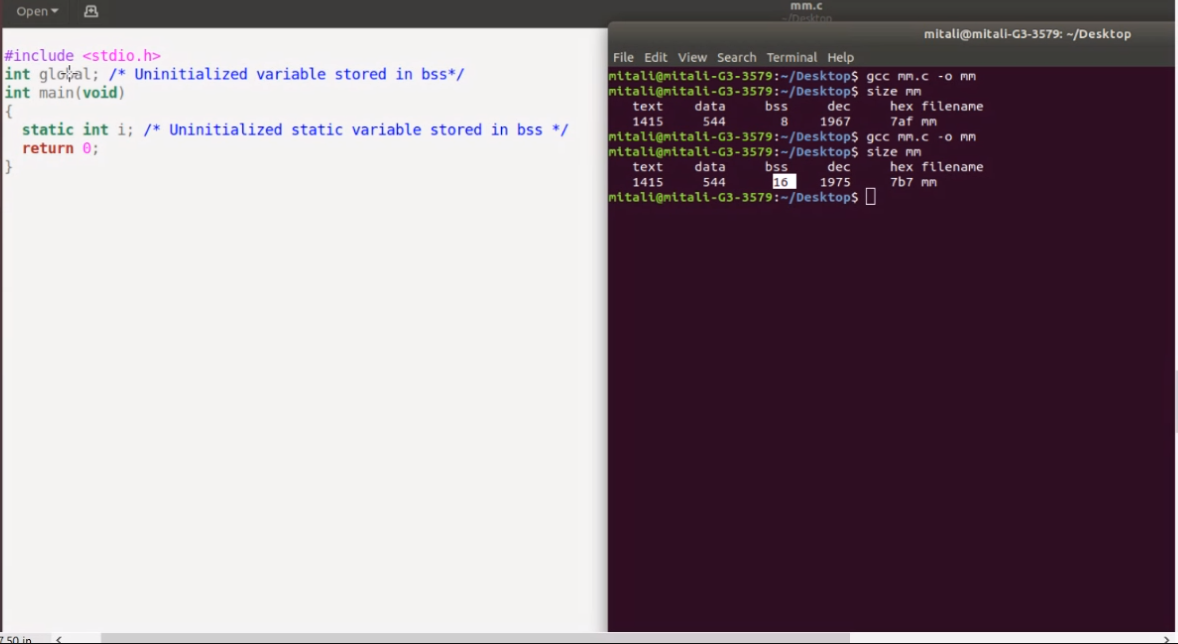 Open
mm.c
~/Desktop
#include <stdio.h>
int global; /* Uninitialized variable stored in bss*/
int main(void)
{
static int i; /* Uninitialized static variable stored in bss */
return 0;
}
mitali@mitali-G3-3579: ~/Desktop
File Edit View Search Terminal Help
mitali@mitali-G3-3579:~/Desktop$ gcc mm.c -o mm
mitali@mitali-G3-3579:~/Desktop$ size mm
text data bss dec hex filename
1415 544 8 1967 7af mm
mitali@mitali-G3-3579:~/Desktop$ gcc mm.c -o mm
mitali@mitali-G3-3579:~/Desktop$ size mm
text data bss dec hex filename
1415 544 16 1975 7b7 mm
mitali@mitali-G3-3579:~/Desktop$
7.50 in